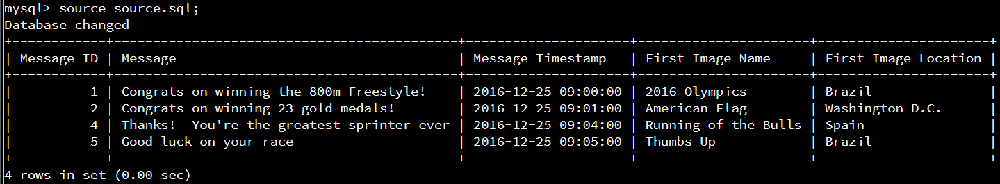 mysql> source source.sql;
Database changed
+------------+------------------------------------------+---------------------+----------------------+----------------------+
| Message ID | Message                                  | Message Timestamp   | First Image Name     | First Image Location |
+------------+------------------------------------------+---------------------+----------------------+----------------------+
|          1 | Congrats on winning the 800m Freestyle!  | 2016-12-25 09:00:00 | 2016 Olympics        | Brazil               |
|          2 | Congrats on winning 23 gold medals!      | 2016-12-25 09:01:00 | American Flag        | Washington D.C.      |
|          4 | Thanks!  You're the greatest sprinter ever | 2016-12-25 09:04:00 | Running of the Bulls | Spain                |
|          5 | Good luck on your race                   | 2016-12-25 09:05:00 | Thumbs Up            | Brazil               |
+------------+------------------------------------------+---------------------+----------------------+----------------------+
4 rows in set (0.00 sec)